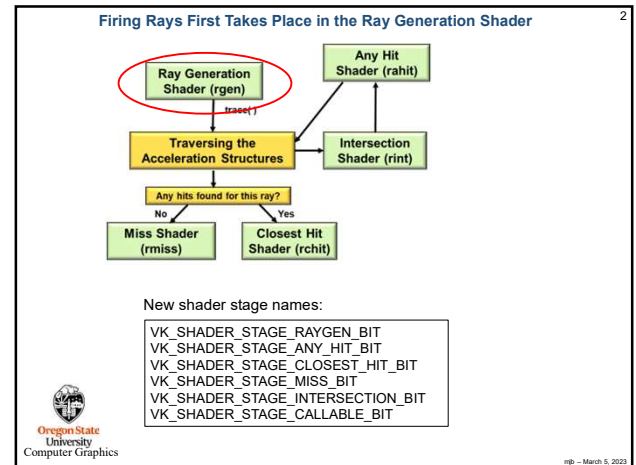 Firing Rays First Takes Place in the Ray Generation Shader
2
Ray Generation
Shader (rgen)
trace( )
Any Hit
Shader (rahit)
Traversing the
Acceleration Structures
Intersection
Shader (rint)
Any hits found for this ray?
No
Yes
Miss Shader
(rmiss)
Closest Hit
Shader (rchit)
New shader stage names:
VK_SHADER_STAGE_RAYGEN_BIT
VK_SHADER_STAGE_ANY_HIT_BIT
VK_SHADER_STAGE_CLOSEST_HIT_BIT
VK_SHADER_STAGE_MISS_BIT
VK_SHADER_STAGE_INTERSECTION_BIT
VK_SHADER_STAGE_CALLABLE_BIT
Oregon State
University
Computer Graphics
mjb – March 5, 2023